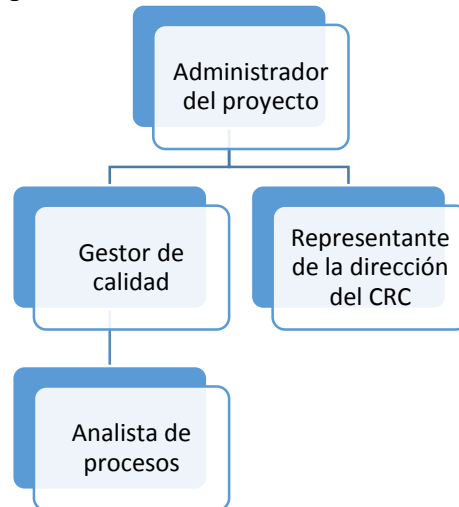 Administrador
del proyecto
Gestor de
calidad
Representante
de la dirección
del CRC
Analista de
procesos